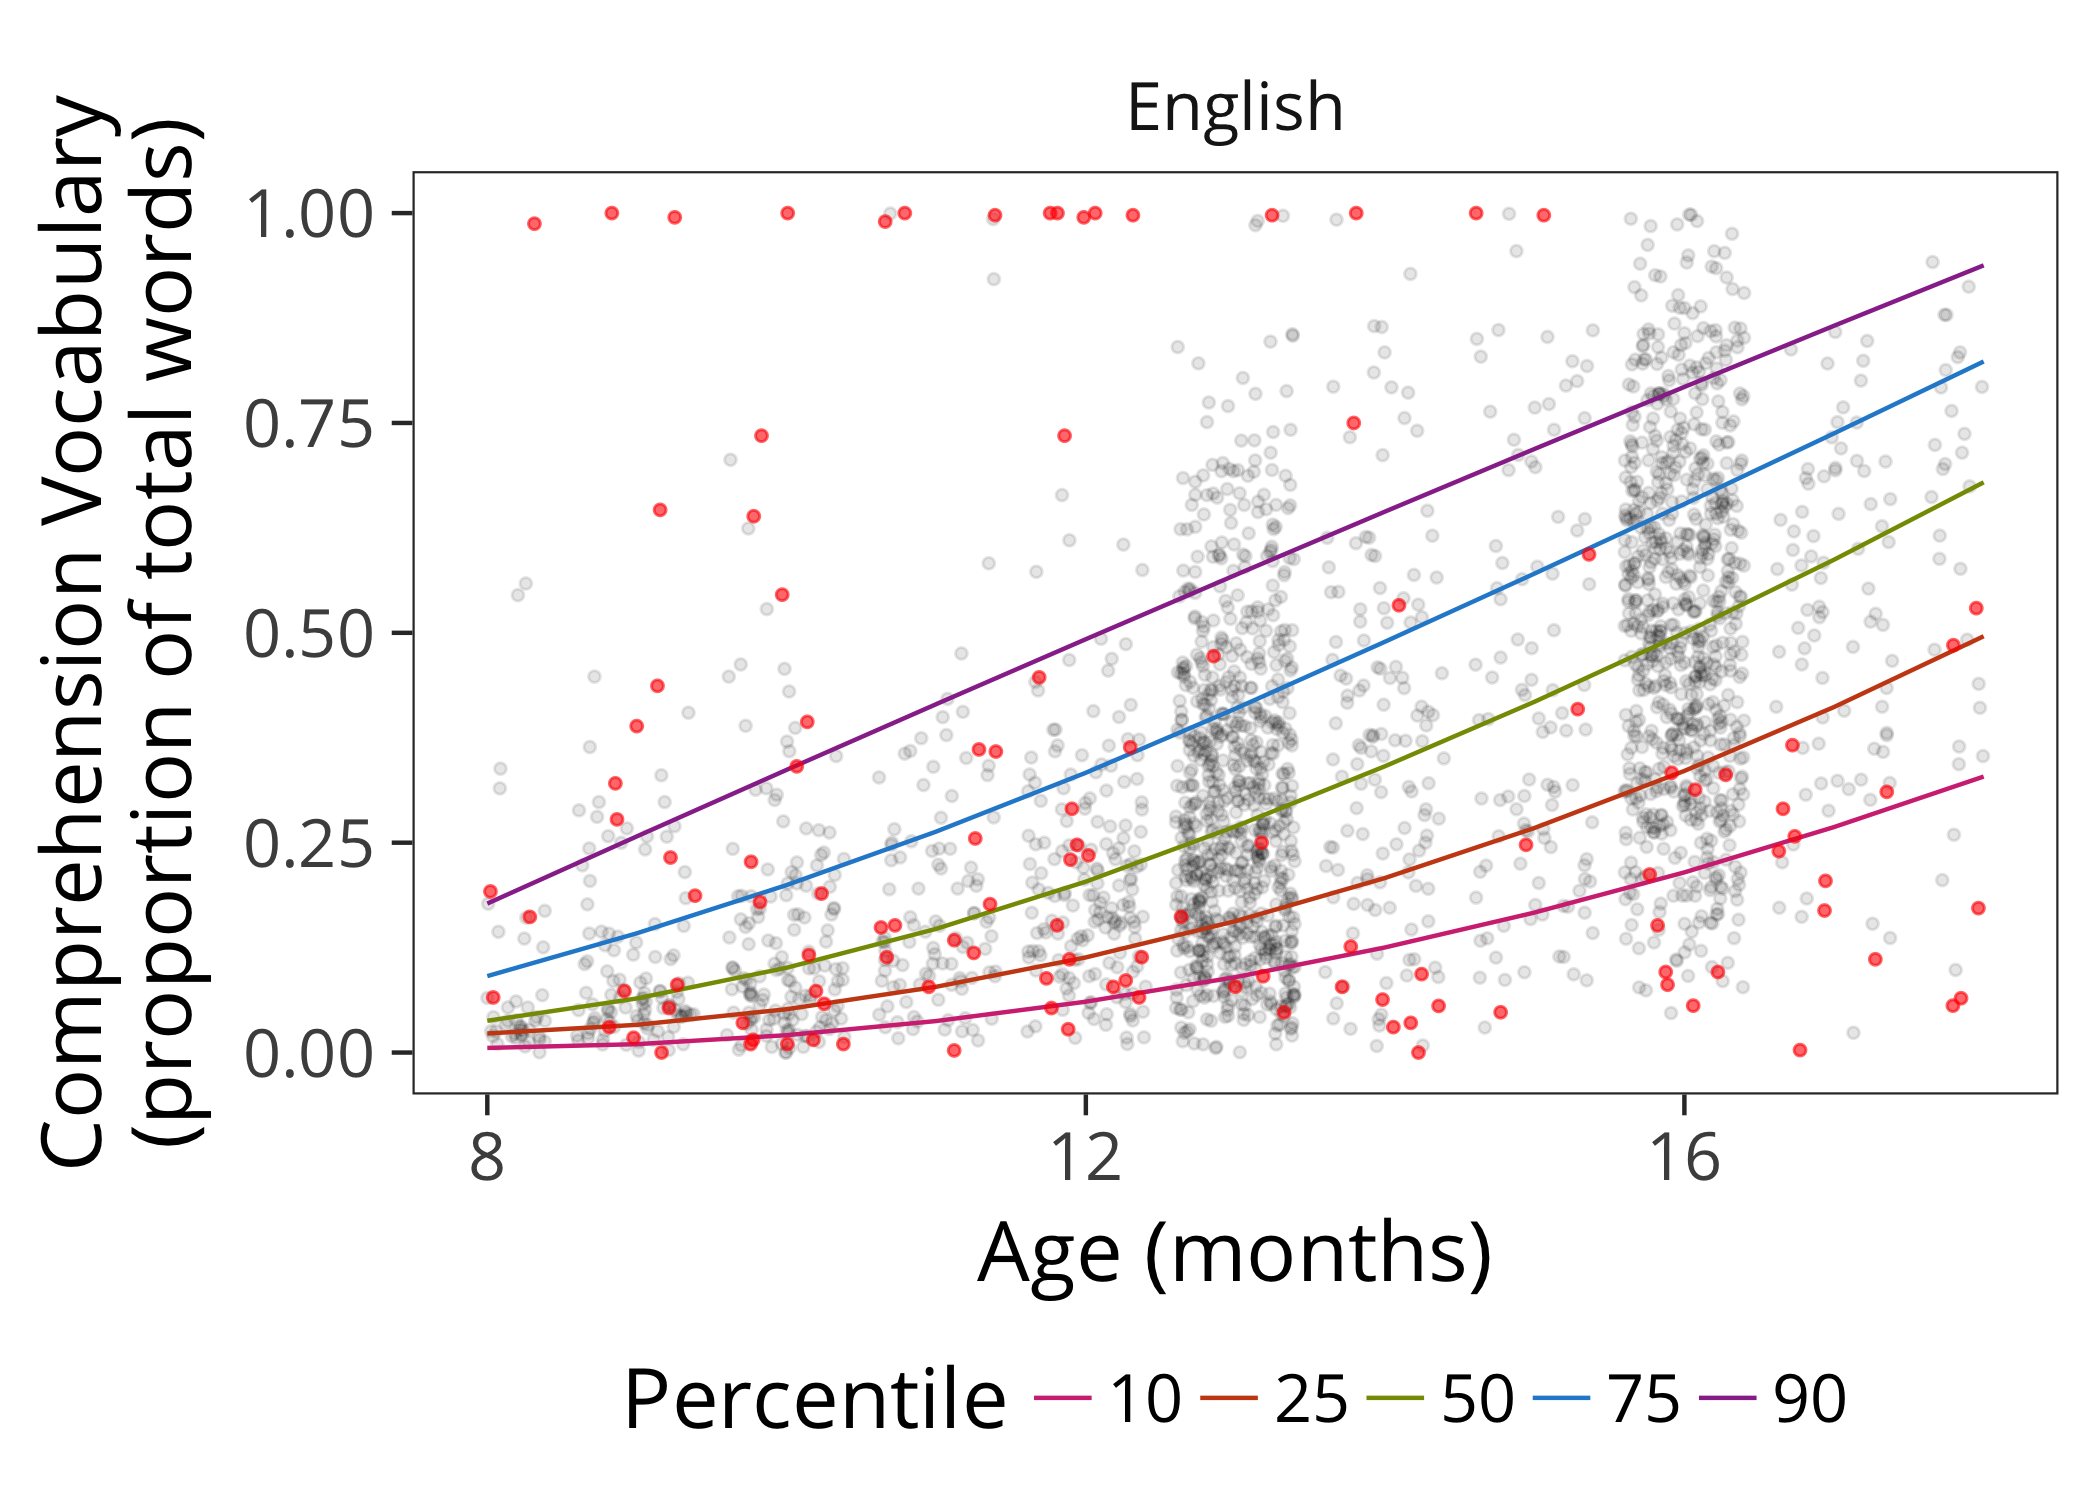 English
Comprehension Vocabulary
(proportion of total words)
1.00
0.75
0.50
0.25
0.00
8 12 16
Age (months)
Percentile 10 25 50 75 90